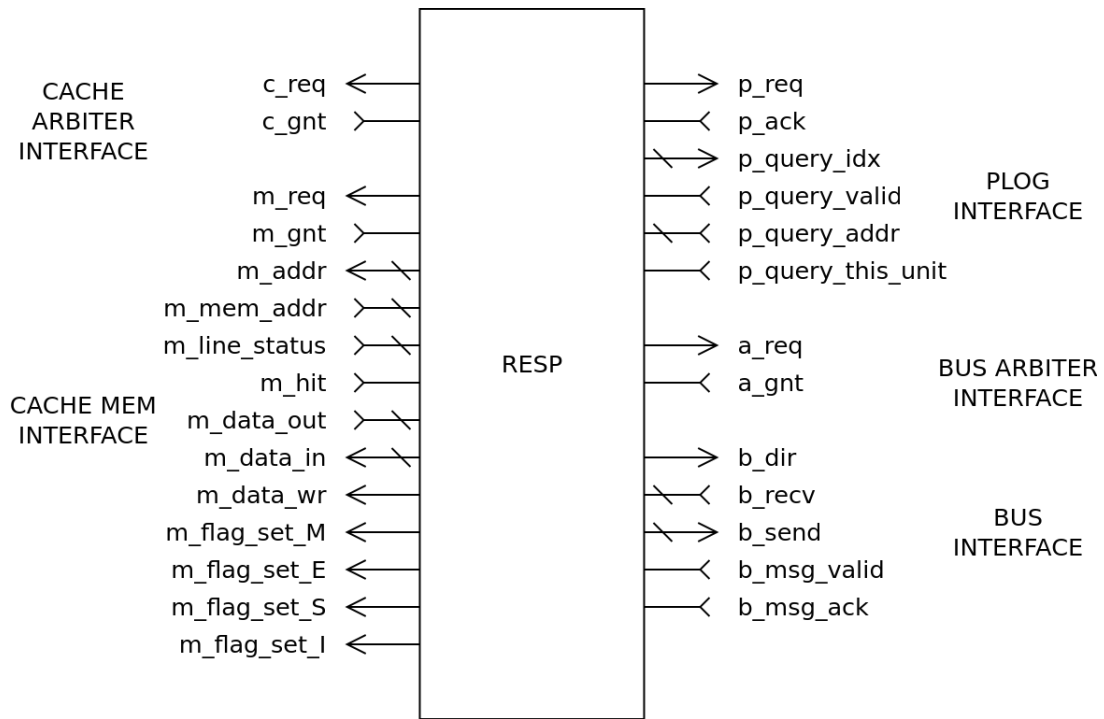 CACHE
ARBITER
INTERFACE
c_req
c_gnt
m_req
m_gnt
m_addr
m_mem_addr
m_line_status
m_hit
m_data_out
m_data_in
m_data_wr
m_flag_set_M
m_flag_set_E
m_flag_set_S
m_flag_set_I
CACHE MEM
INTERFACE
RESP
p_req
p_ack
p_query_idx
p_query_valid
p_query_addr
p_query_this_unit
PLOG
INTERFACE
a_req
a_gnt
BUS ARBITER
INTERFACE
b_dir
b_recv
b_send
b_msg_valid
b_msg_ack
BUS
INTERFACE